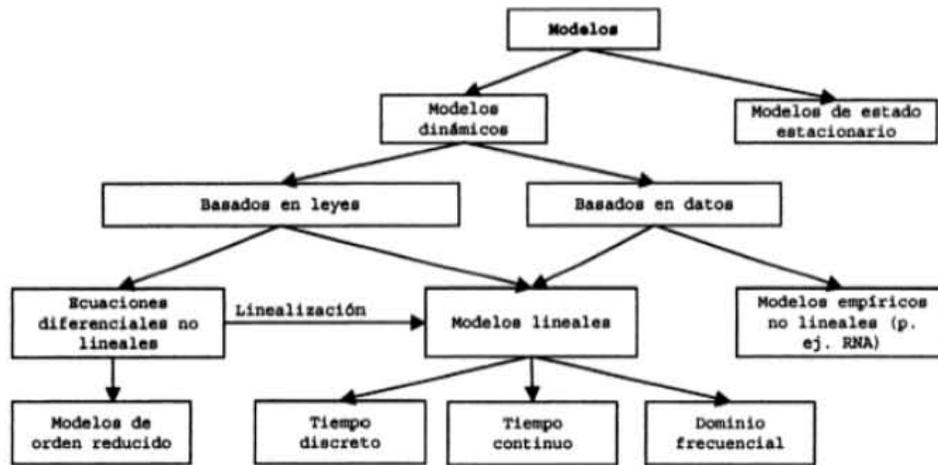 Modelos
Modelos
dinámicos
Modelos de estado
estacionario
Basados en leyes
Basados en datos
Ecuaciones
diferenciales no
lineales
Linealización
Modelos lineales
Modelos empíricos
no lineales (p.
ej. RNA)
Modelos de
orden reducido
Tiempo
discreto
Tiempo
continuo
Dominio
frecuencial